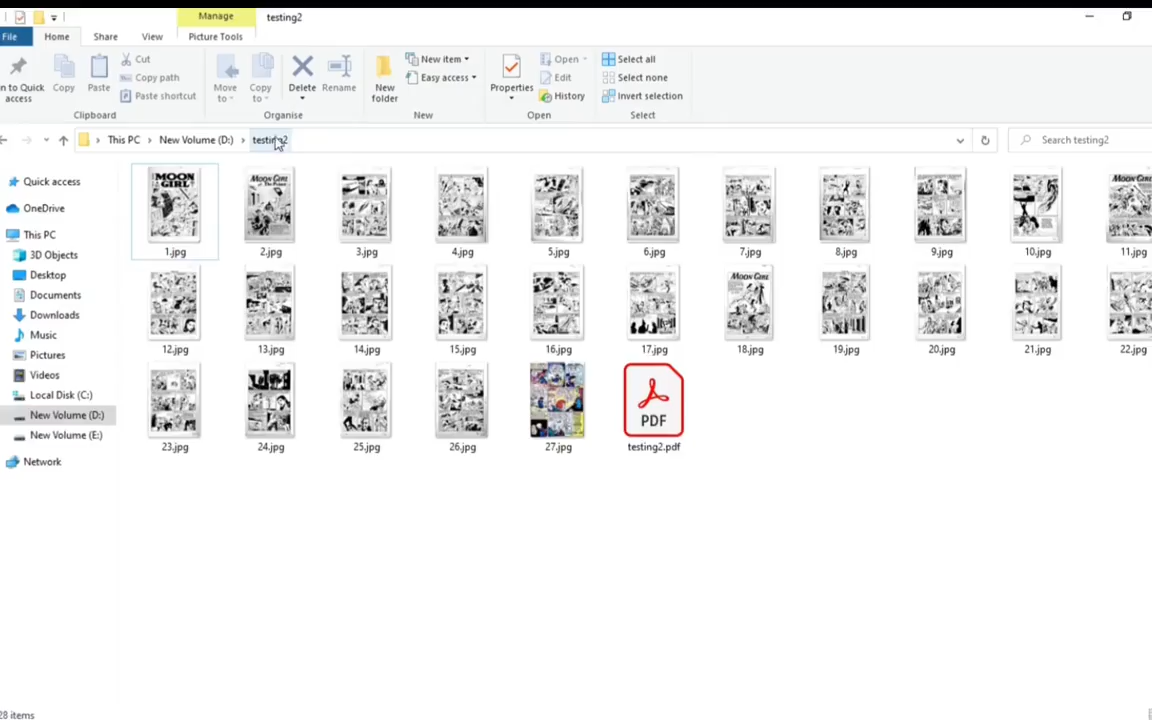 Manage
testing2
File
Home
Share
View
Picture Tools
n to Quick
access
Copy
Paste
Cut
Copy path
Paste shortcut
Clipboard
Move
to
Copy
to
Delete
Rename
Organise
New
folder
New item
Easy access
New
Properties
Open
Edit
History
Open
Select all
Select none
Invert selection
Select
This PC
New Volume (D:)
testing2
Search testing2
Quick access
OneDrive
This PC
3D Objects
Desktop
Documents
Downloads
Music
Pictures
Videos
Local Disk (C:)
New Volume (D:)
New Volume (E:)
Network
MOON
GIRL
MOON GIRL
1.jpg
2.jpg
3.jpg
4.jpg
5.jpg
6.jpg
7.jpg
8.jpg
9.jpg
10.jpg
11.jpg
MOON GIRL
12.jpg
13.jpg
14.jpg
15.jpg
16.jpg
17.jpg
18.jpg
19.jpg
20.jpg
21.jpg
22.jpg
PDF
23.jpg
24.jpg
25.jpg
26.jpg
27.jpg
testing2.pdf
28 items